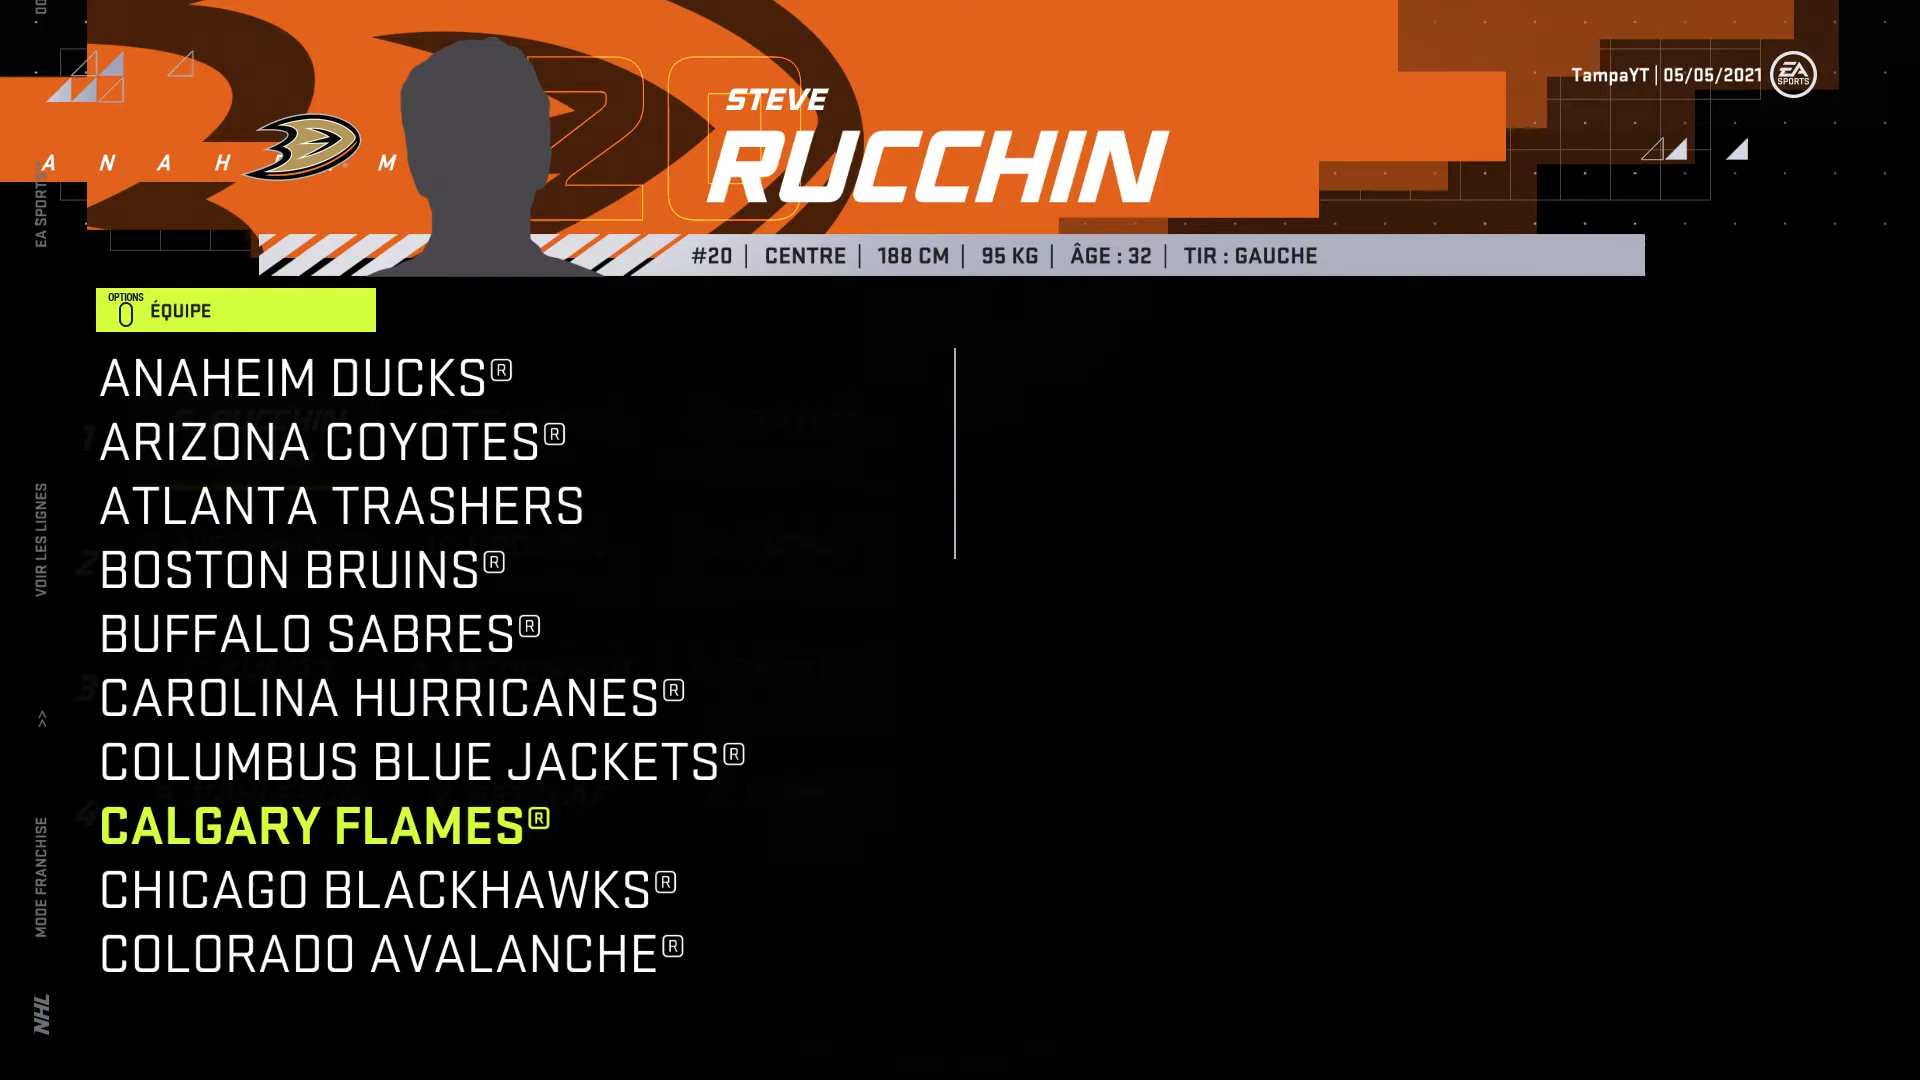 TampaYT | 05/05/2021
EA SPORTS
STEVE
RUCCHIN
20
ANAHEIM
#20 | CENTRE | 188 CM | 95 KG | ÂGE : 32 | TIR : GAUCHE
OPTIONS
ÉQUIPE
ANAHEIM DUCKS®
ARIZONA COYOTES®
ATLANTA TRASHERS
BOSTON BRUINS®
BUFFALO SABRES®
CAROLINA HURRICANES®
COLUMBUS BLUE JACKETS®
CALGARY FLAMES®
CHICAGO BLACKHAWKS®
COLORADO AVALANCHE®
NHL
MODE FRANCHISE
>>
VOIR LES LIGNES
EA SPORTS